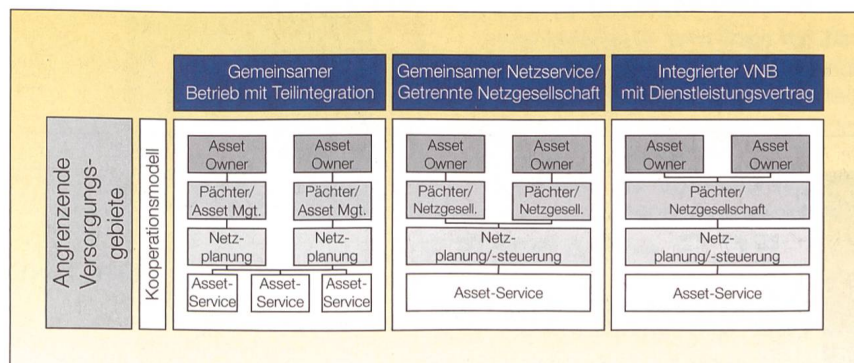 Gemeinsamer
Betrieb mit Teilintegration
Gemeinsamer Netzservice/
Getrennte Netzgesellschaft
Integrierter VNB
mit Dienstleistungsvertrag
Angrenzende
Versorgungs-
gebiete
Kooperationsmodell
Asset
Owner
Asset
Owner
Pächter/
Asset Mgt.
Pächter/
Asset Mgt.
Netz-
planung
Netz-
planung
Asset-
Service
Asset-
Service
Asset-
Service
Asset
Owner
Asset
Owner
Pächter/
Netzgesell.
Pächter/
Netzgesell.
Netz-
planung/-steuerung
Asset-Service
Asset
Owner
Asset
Owner
Pächter/
Netzgesellschaft
Netz-
planung/-steuerung
Asset-Service